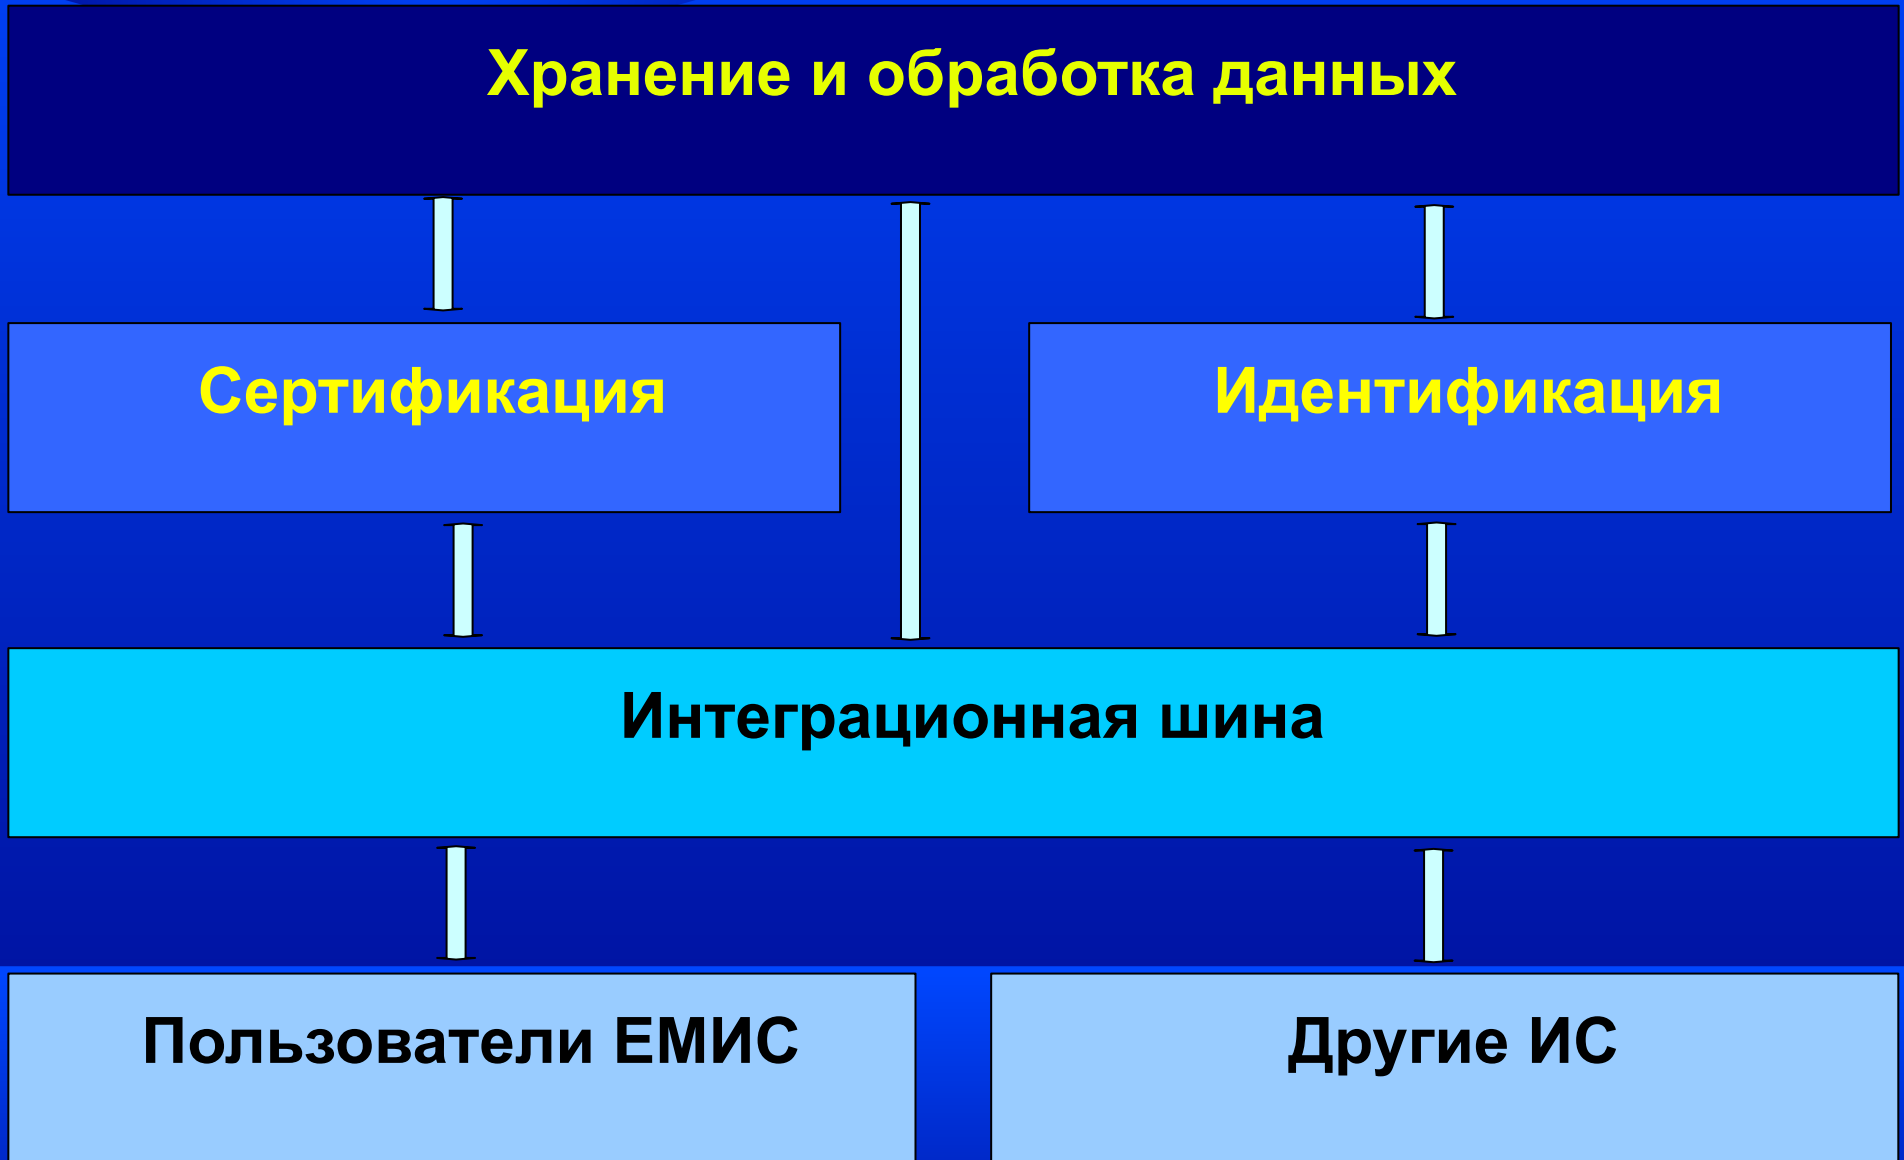 Хранение и обработка данных
Сертификация
Идентификация
Интеграционная шина
Пользователи ЕМИС
Другие ИС